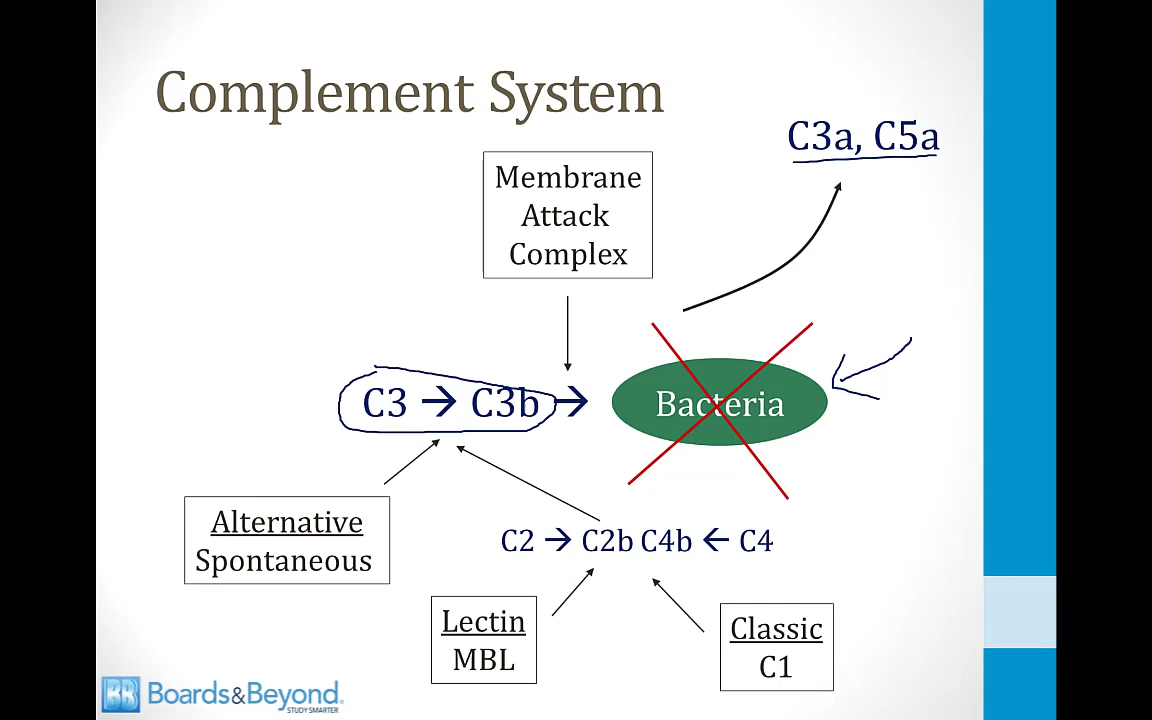 Complement System
C3a, C5a
Membrane
Attack
Complex
C3 → C3b →
Bacteria
Alternative
Spontaneous
C2 → C2b C4b ← C4
Lectin
MBL
Classic
C1
BB Boards&Beyond.
STUDY SMARTER